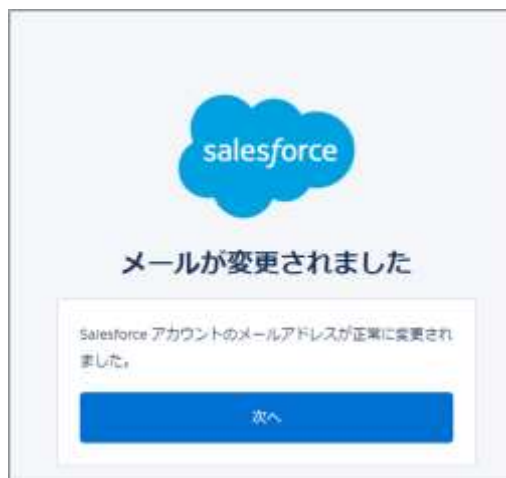 salesforce
メールが変更されました
Salesforce アカウントのメールアドレスが正常に変更され
ました。
次へ